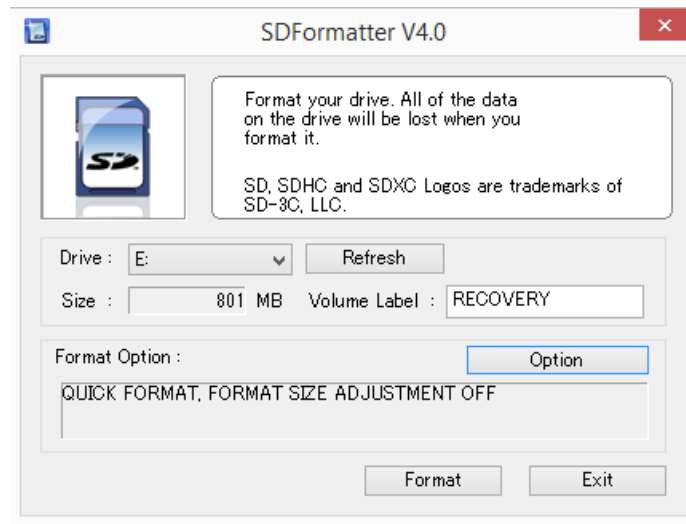 SDFormatter V4.0
Format your drive. All of the data
on the drive will be lost when you
format it.
SD, SDHC and SDXC Logos are trademarks of
SD-3C, LLC.
Drive : E: Refresh
Size : 801 MB Volume Label : RECOVERY
Format Option :
Option
QUICK FORMAT, FORMAT SIZE ADJUSTMENT OFF
Format Exit